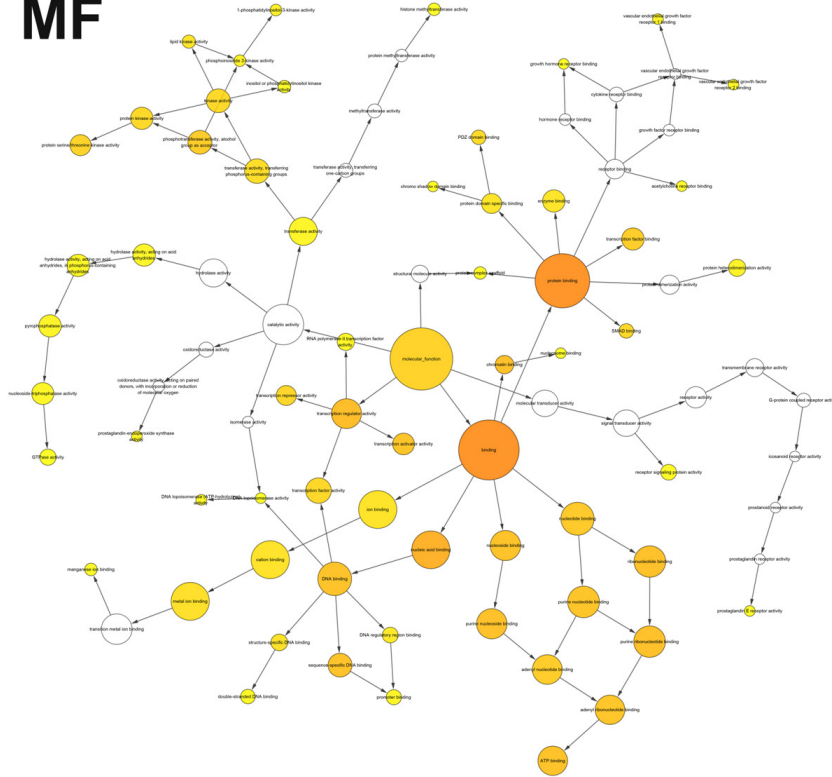 MF
1-phosphatidylinositol-3-kinase activity
histone methyltransferase activity
vascular endothelial growth factor
receptor 1 binding
lipid kinase activity
phosphoinositide 3-kinase activity
protein methyltransferase activity
growth hormone receptor binding
vascular endothelial growth factor
receptor binding
vascular endothelial growth factor
receptor 2 binding
inositol or phosphatidylinositol kinase
activity
cytokine receptor binding
kinase activity
methyltransferase activity
protein kinase activity
hormone receptor binding
growth factor receptor binding
PDZ domain binding
protein serine/threonine kinase activity
phosphotransferase activity, alcohol
group as acceptor
transferase activity, transferring
phosphorus-containing groups
transferase activity, transferring
one-carbon groups
receptor binding
chromo shadow domain binding
acetylcholine receptor binding
protein domain specific binding
enzyme binding
transferase activity
transcription factor binding
hydrolase activity, acting on acid
anhydrides, in phosphorus-containing
anhydrides
hydrolase activity, acting on acid
anhydrides
hydrolase activity
structural molecule activity
protein complex scaffold
protein binding
protein dimerization activity
protein heterodimerization activity
pyrophosphatase activity
catalytic activity
RNA polymerase II transcription factor
activity
SMAD binding
oxidoreductase activity
molecular_function
chromatin binding
nucleosome binding
transmembrane receptor activity
oxidoreductase activity, acting on paired
donors, with incorporation or reduction
of molecular oxygen
nucleoside-triphosphatase activity
transcription repressor activity
transcription regulator activity
molecular transducer activity
receptor activity
G-protein coupled receptor acti
prostaglandin-endoperoxide synthase
activity
isomerase activity
signal transducer activity
transcription activator activity
binding
GTPase activity
icosanoid receptor activity
receptor signaling protein activity
transcription factor activity
DNA topoisomerase (ATP-hydrolyzing)
activity
DNA topoisomerase activity
ion binding
nucleotide binding
prostanoid receptor activity
nucleoside binding
nucleic acid binding
cation binding
ribonucleotide binding
prostaglandin receptor activity
manganese ion binding
DNA binding
metal ion binding
purine nucleotide binding
prostaglandin E receptor activity
transition metal ion binding
purine nucleoside binding
structure-specific DNA binding
DNA regulatory region binding
purine ribonucleotide binding
sequence-specific DNA binding
adenyl nucleotide binding
double-stranded DNA binding
promoter binding
adenyl ribonucleotide binding
ATP binding